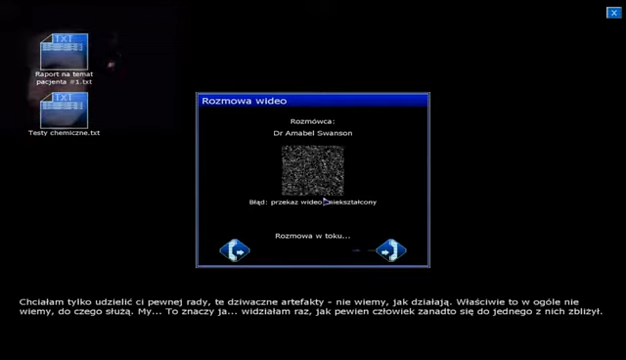 X
TXT
Raport na temat
pacjenta #1.txt
TXT
Testy chemiczne.txt
Rozmowa wideo
Rozmówca:
Dr Amabel Swanson
Błąd: przekaz wideo zniekształcony
Rozmowa w toku...
Chciałam tylko udzielić ci pewnej rady, te dziwaczne artefakty - nie wiemy, jak działają. Właściwie to w ogóle nie
wiemy, do czego służą. My... To znaczy ja... widziałam raz, jak pewien człowiek zanadto się do jednego z nich zbliżył.